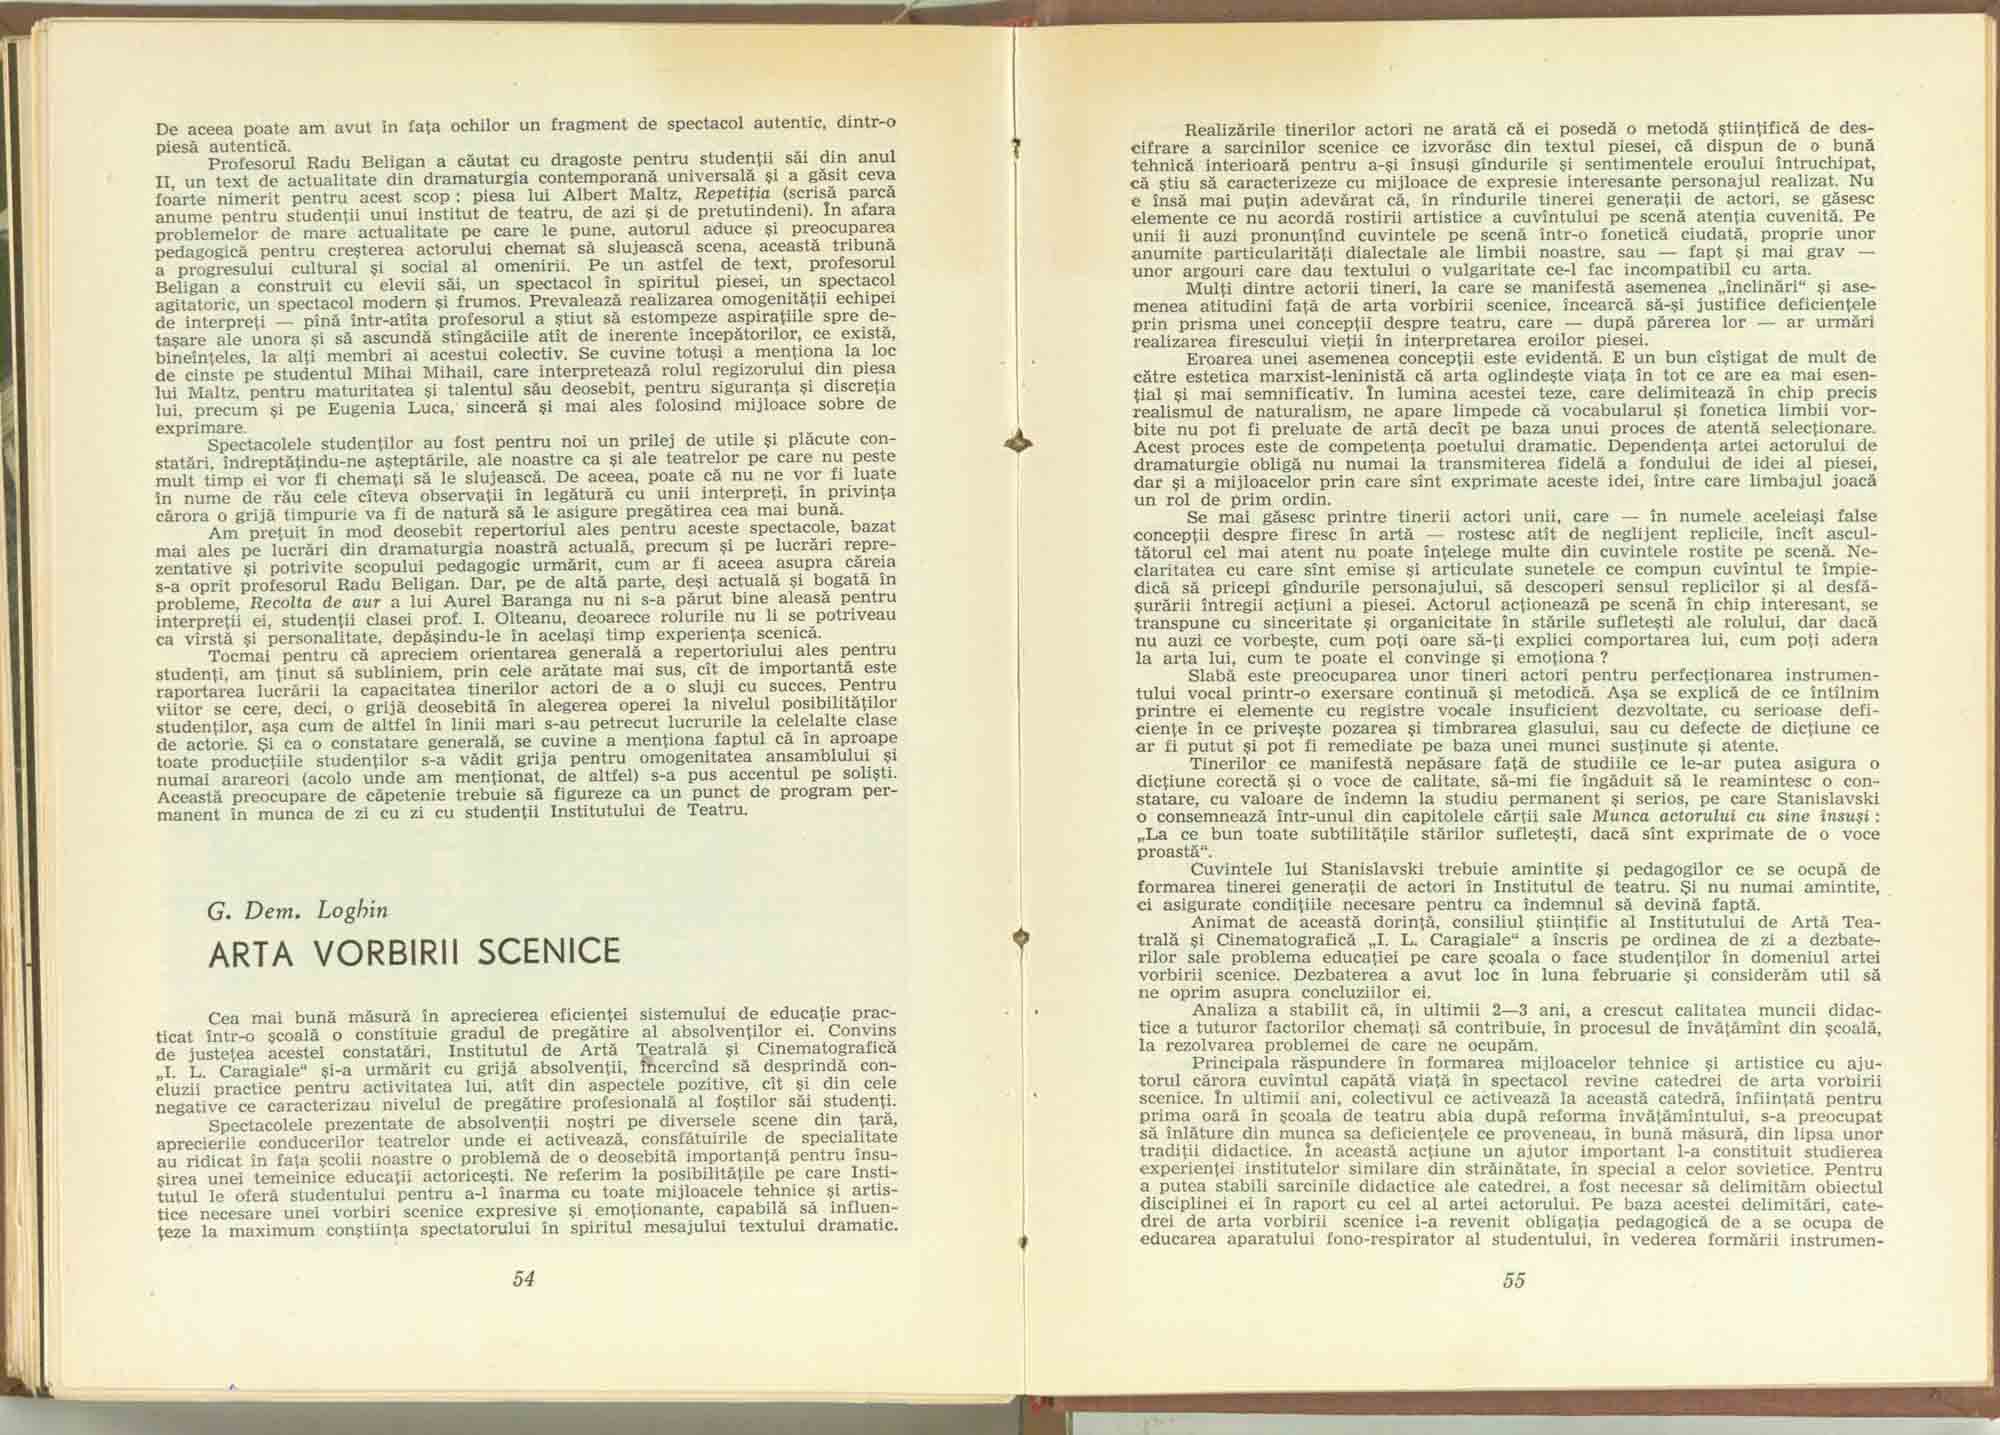 De aceea poate am avut în fața ochilor un fragment de spectacol autentic, dintr-o
piesă autentică.
Profesorul Radu Beligan a căutat cu dragoste pentru studenții săi din anul
II, un text de actualitate din dramaturgia contemporană universală și a găsit ceva
foarte nimerit pentru acest scop : piesa lui Albert Maltz, Repetiția (scrisă parcă
anume pentru studenții unui institut de teatru, de azi și de pretutindeni). În afara
problemelor de mare actualitate pe care le pune, autorul aduce și preocuparea
pedagogică pentru creșterea actorului chemat să slujească scena, această tribună
a progresului cultural și social al omenirii. Pe un astfel de text, profesorul
Beligan a construit cu elevii săi, un spectacol în spiritul piesei, un spectacol
agitatoric, un spectacol modern și frumos. Prevalează realizarea omogenității echipei
de interpreți — pînă într-atîta profesorul a știut să estompeze aspirațiile spre de-
tașare ale unora și să ascundă stîngăciile atît de inerente începătorilor, ce există,
bineînțeles, la alți membri ai acestui colectiv. Se cuvine totuși a menționa la loc
de cinste pe studentul Mihai Mihail, care interpretează rolul regizorului din piesa
lui Maltz, pentru maturitatea și talentul său deosebit, pentru siguranța și discreția
lui, precum și pe Eugenia Luca, sinceră și mai ales folosind mijloace sobre de
exprimare.
Spectacolele studenților au fost pentru noi un prilej de utile și plăcute con-
statări, îndreptățindu-ne așteptările, ale noastre ca și ale teatrelor pe care nu peste
mult timp ei vor fi chemați să le slujească. De aceea, poate că nu ne vor fi luate
în nume de rău cele cîteva observații în legătură cu unii interpreți, în privința
cărora o grijă timpurie va fi de natură să le asigure pregătirea cea mai bună.
Am prețuit în mod deosebit repertoriul ales pentru aceste spectacole, bazat
mai ales pe lucrări din dramaturgia noastră actuală, precum și pe lucrări repre-
zentative și potrivite scopului pedagogic urmărit, cum ar fi aceea asupra căreia
s-a oprit profesorul Radu Beligan. Dar, pe de altă parte, deși actuală și bogată în
probleme, Recolta de aur a lui Aurel Baranga nu ni s-a părut bine aleasă pentru
interpreții ei, studenții clasei prof. I. Olteanu, deoarece rolurile nu li se potriveau
ca vîrstă și personalitate, depășindu-le în același timp experiența scenică.
Tocmai pentru că apreciem orientarea generală a repertoriului ales pentru
studenți, am ținut să subliniem, prin cele arătate mai sus, cît de importantă este
raportarea lucrării la capacitatea tinerilor actori de a o sluji cu succes. Pentru
viitor se cere, deci, o grijă deosebită în alegerea operei la nivelul posibilităților
studenților, așa cum de altfel în linii mari s-au petrecut lucrurile la celelalte clase
de actorie. Și ca o constatare generală, se cuvine a menționa faptul că în aproape
toate producțiile studenților s-a vădit grija pentru omogenitatea ansamblului și
numai arareori (acolo unde am menționat, de altfel) s-a pus accentul pe soliști.
Această preocupare de căpetenie trebuie să figureze ca un punct de program per-
manent în munca de zi cu zi cu studenții Institutului de Teatru.
G. Dem. Loghin
ARTA VORBIRII SCENICE
Cea mai bună măsură în aprecierea eficienței sistemului de educație prac-
ticat într-o școală o constituie gradul de pregătire al absolvenților ei. Convins
de justețea acestei constatări, Institutul de Artă Teatrală și Cinematografică
„I. L. Caragiale“ și-a urmărit cu grijă absolvenții, încercînd să desprindă con-
cluzii practice pentru activitatea lui, atît din aspectele pozitive, cît și din cele
negative ce caracterizau nivelul de pregătire profesională al foștilor săi studenți.
Spectacolele prezentate de absolvenții noștri pe diversele scene din țară,
aprecierile conducerilor teatrelor unde ei activează, consfătuirile de specialitate
au ridicat în fața școlii noastre o problemă de o deosebită importanță pentru însu-
șirea unei temeinice educații actoricești. Ne referim la posibilitățile pe care Insti-
tutul le oferă studentului pentru a-l înarma cu toate mijloacele tehnice și artis-
tice necesare unei vorbiri scenice expresive și emoționante, capabilă să influen-
țeze la maximum conștiința spectatorului în spiritul mesajului textului dramatic.
54
Realizările tinerilor actori ne arată că ei posedă o metodă științifică de des-
cifrare a sarcinilor scenice ce izvorăsc din textul piesei, că dispun de o bună
tehnică interioară pentru a-și însuși gîndurile și sentimentele eroului întruchipat,
că știu să caracterizeze cu mijloace de expresie interesante personajul realizat. Nu
e însă mai puțin adevărat că, în rîndurile tinerei generații de actori, se găsesc
elemente ce nu acordă rostirii artistice a cuvîntului pe scenă atenția cuvenită. Pe
unii îi auzi pronunțînd cuvintele pe scenă într-o fonetică ciudată, proprie unor
anumite particularități dialectale ale limbii noastre, sau — fapt și mai grav —
unor argouri care dau textului o vulgaritate ce-l fac incompatibil cu arta.
Mulți dintre actorii tineri, la care se manifestă asemenea „înclinări“ și ase-
menea atitudini față de arta vorbirii scenice, încearcă să-și justifice deficiențele
prin prisma unei concepții despre teatru, care — după părerea lor — ar urmări
realizarea firescului vieții în interpretarea eroilor piesei.
Eroarea unei asemenea concepții este evidentă. E un bun cîștigat de mult de
către estetica marxist-leninistă că arta oglindește viața în tot ce are ea mai esen-
țial și mai semnificativ. În lumina acestei teze, care delimitează în chip precis
realismul de naturalism, ne apare limpede că vocabularul și fonetica limbii vor-
bite nu pot fi preluate de artă decît pe baza unui proces de atentă selecționare.
Acest proces este de competența poetului dramatic. Dependența artei actorului de
dramaturgie obligă nu numai la transmiterea fidelă a fondului de idei al piesei,
dar și a mijloacelor prin care sînt exprimate aceste idei, între care limbajul joacă
un rol de prim ordin.
Se mai găsesc printre tinerii actori unii, care — în numele aceleiași false
concepții despre firesc în artă — rostesc atît de neglijent replicile, încît ascul-
tătorul cel mai atent nu poate înțelege multe din cuvintele rostite pe scenă. Ne-
claritatea cu care sînt emise și articulate sunetele ce compun cuvîntul te împie-
dică să pricepi gîndurile personajului, să descoperi sensul replicilor și al desfă-
șurării întregii acțiuni a piesei. Actorul acționează pe scenă în chip interesant, se
transpune cu sinceritate și organicitate în stările sufletești ale rolului, dar dacă
nu auzi ce vorbește, cum poți oare să-ți explici comportarea lui, cum poți adera
la arta lui, cum te poate el convinge și emoționa ?
Slabă este preocuparea unor tineri actori pentru perfecționarea instrumen-
tului vocal printr-o exersare continuă și metodică. Așa se explică de ce întîlnim
printre ei elemente cu registre vocale insuficient dezvoltate, cu serioase defi-
ciențe în ce privește pozarea și timbrarea glasului, sau cu defecte de dicțiune ce
ar fi putut și pot fi remediate pe baza unei munci susținute și atente.
Tinerilor ce manifestă nepăsare față de studiile ce le-ar putea asigura o
dicțiune corectă și o voce de calitate, să-mi fie îngăduit să le reamintesc o con-
statare, cu valoare de îndemn la studiu permanent și serios, pe care Stanislavski
o consemnează într-unul din capitolele cărții sale Munca actorului cu sine însuși :
„La ce bun toate subtilitățile stărilor sufletești, dacă sînt exprimate de o voce
proastă“.
Cuvintele lui Stanislavski trebuie amintite și pedagogilor ce se ocupă de
formarea tinerei generații de actori în Institutul de teatru. Și nu numai amintite,
ci asigurate condițiile necesare pentru ca îndemnul să devină faptă.
Animat de această dorință, consiliul științific al Institutului de Artă Tea-
trală și Cinematografică „I. L. Caragiale“ a înscris pe ordinea de zi a dezbate-
rilor sale problema educației pe care școala o face studenților în domeniul artei
vorbirii scenice. Dezbaterea a avut loc în luna februarie și considerăm util să
ne oprim asupra concluziilor ei.
Analiza a stabilit că, în ultimii 2—3 ani, a crescut calitatea muncii didac-
tice a tuturor factorilor chemați să contribuie, în procesul de învățămînt din școală,
la rezolvarea problemei de care ne ocupăm.
Principala răspundere în formarea mijloacelor tehnice și artistice cu aju-
torul cărora cuvîntul capătă viață în spectacol revine catedrei de arta vorbirii
scenice. În ultimii ani, colectivul ce activează la această catedră, înființată pentru
prima oară în școala de teatru abia după reforma învățămîntului, s-a preocupat
să înlăture din munca sa deficiențele ce proveneau, în bună măsură, din lipsa unor
tradiții didactice. În această acțiune un ajutor important l-a constituit studierea
experienței institutelor similare din străinătate, în special a celor sovietice. Pentru
a putea stabili sarcinile didactice ale catedrei, a fost necesar să delimităm obiectul
disciplinei ei în raport cu cel al artei actorului. Pe baza acestei delimitări, cate-
drei de arta vorbirii scenice i-a revenit obligația pedagogică de a se ocupa de
educarea aparatului fono-respirator al studentului, în vederea formării instrumen-
55